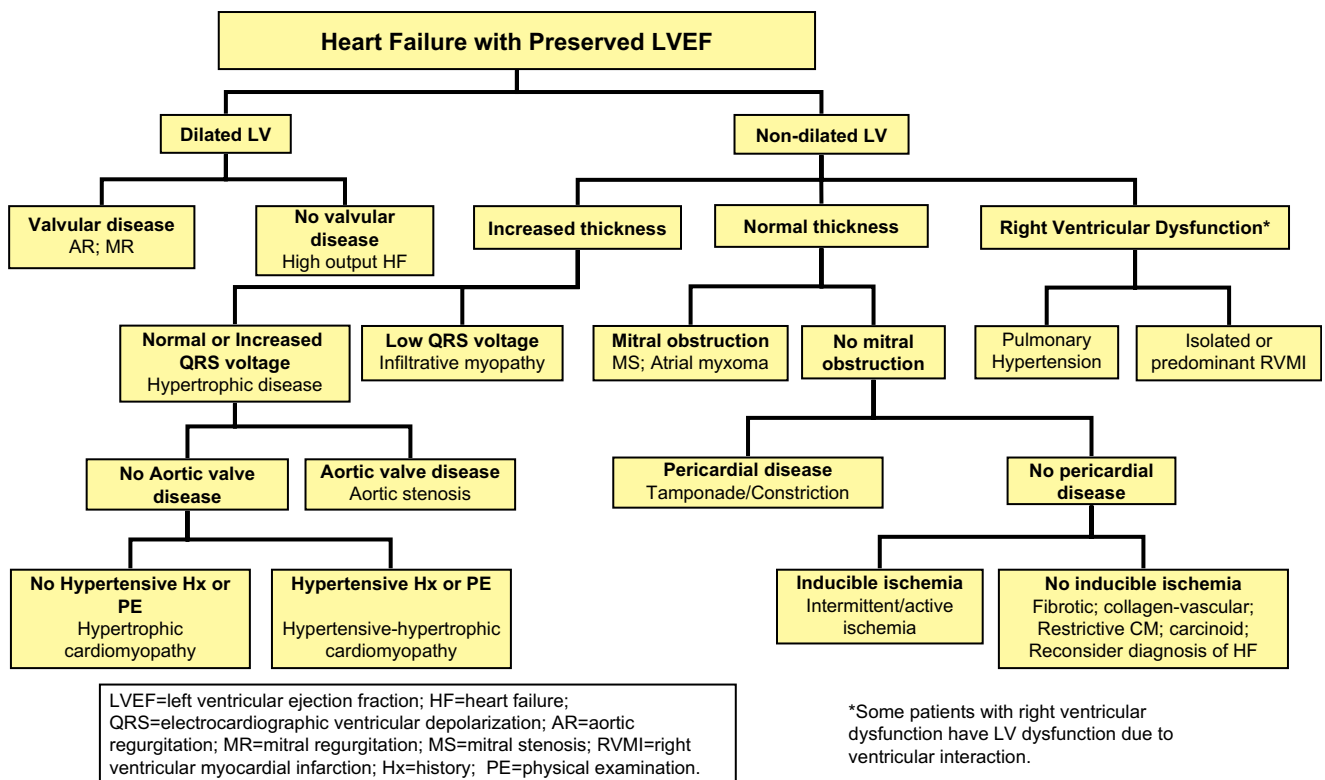 Heart Failure with Preserved LVEF
Dilated LV
Non-dilated LV
Valvular disease
AR; MR
No valvular
disease
High output HF
Increased thickness
Normal thickness
Right Ventricular Dysfunction*
Normal or Increased
QRS voltage
Hypertrophic disease
Low QRS voltage
Infiltrative myopathy
Mitral obstruction
MS; Atrial myxoma
No mitral
obstruction
Pulmonary
Hypertension
Isolated or
predominant RVMI
No Aortic valve
disease
Aortic valve disease
Aortic stenosis
Pericardial disease
Tamponade/Constriction
No pericardial
disease
No Hypertensive Hx or
PE
Hypertrophic
cardiomyopathy
Hypertensive Hx or PE
Hypertensive-hypertrophic
cardiomyopathy
Inducible ischemia
Intermittent/active
ischemia
No inducible ischemia
Fibrotic; collagen-vascular;
Restrictive CM; carcinoid;
Reconsider diagnosis of HF
LVEF=left ventricular ejection fraction; HF=heart failure;
QRS=electrocardiographic ventricular depolarization; AR=aortic
regurgitation; MR=mitral regurgitation; MS=mitral stenosis; RVMI=right
ventricular myocardial infarction; Hx=history; PE=physical examination.
*Some patients with right ventricular
dysfunction have LV dysfunction due to
ventricular interaction.